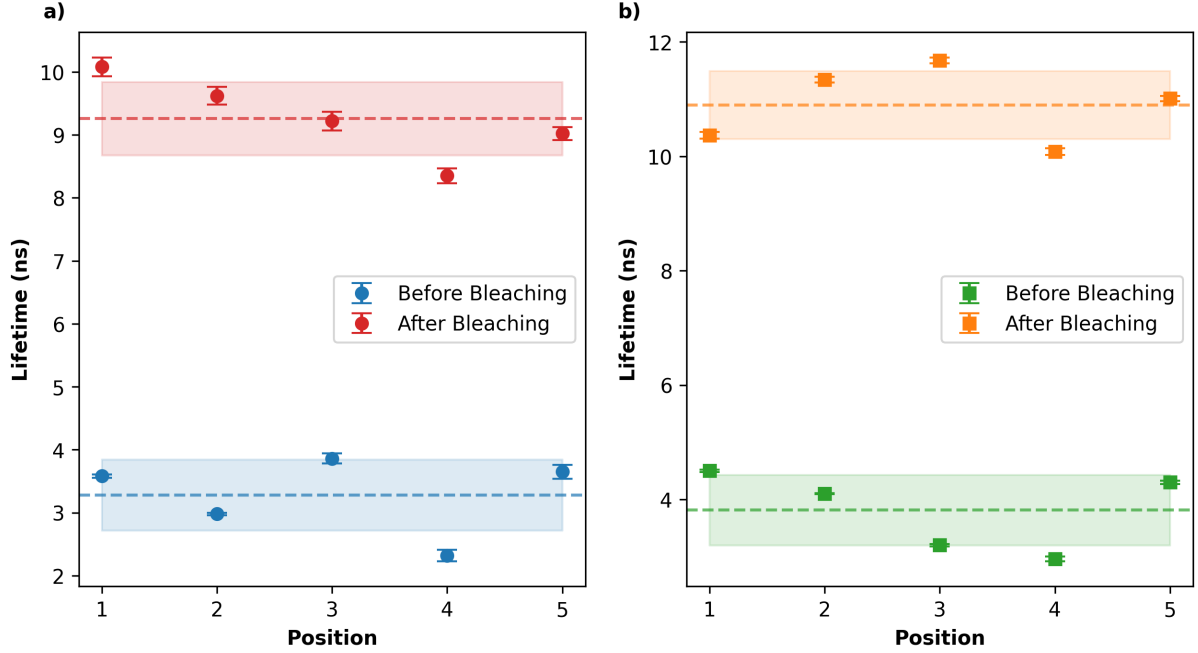 a)
10
9
8
7
6
5
4
3
2
Lifetime (ns)
Before Bleaching
After Bleaching
1 2 3 4 5
Position
b)
12
10
8
6
4
Lifetime (ns)
Before Bleaching
After Bleaching
1 2 3 4 5
Position